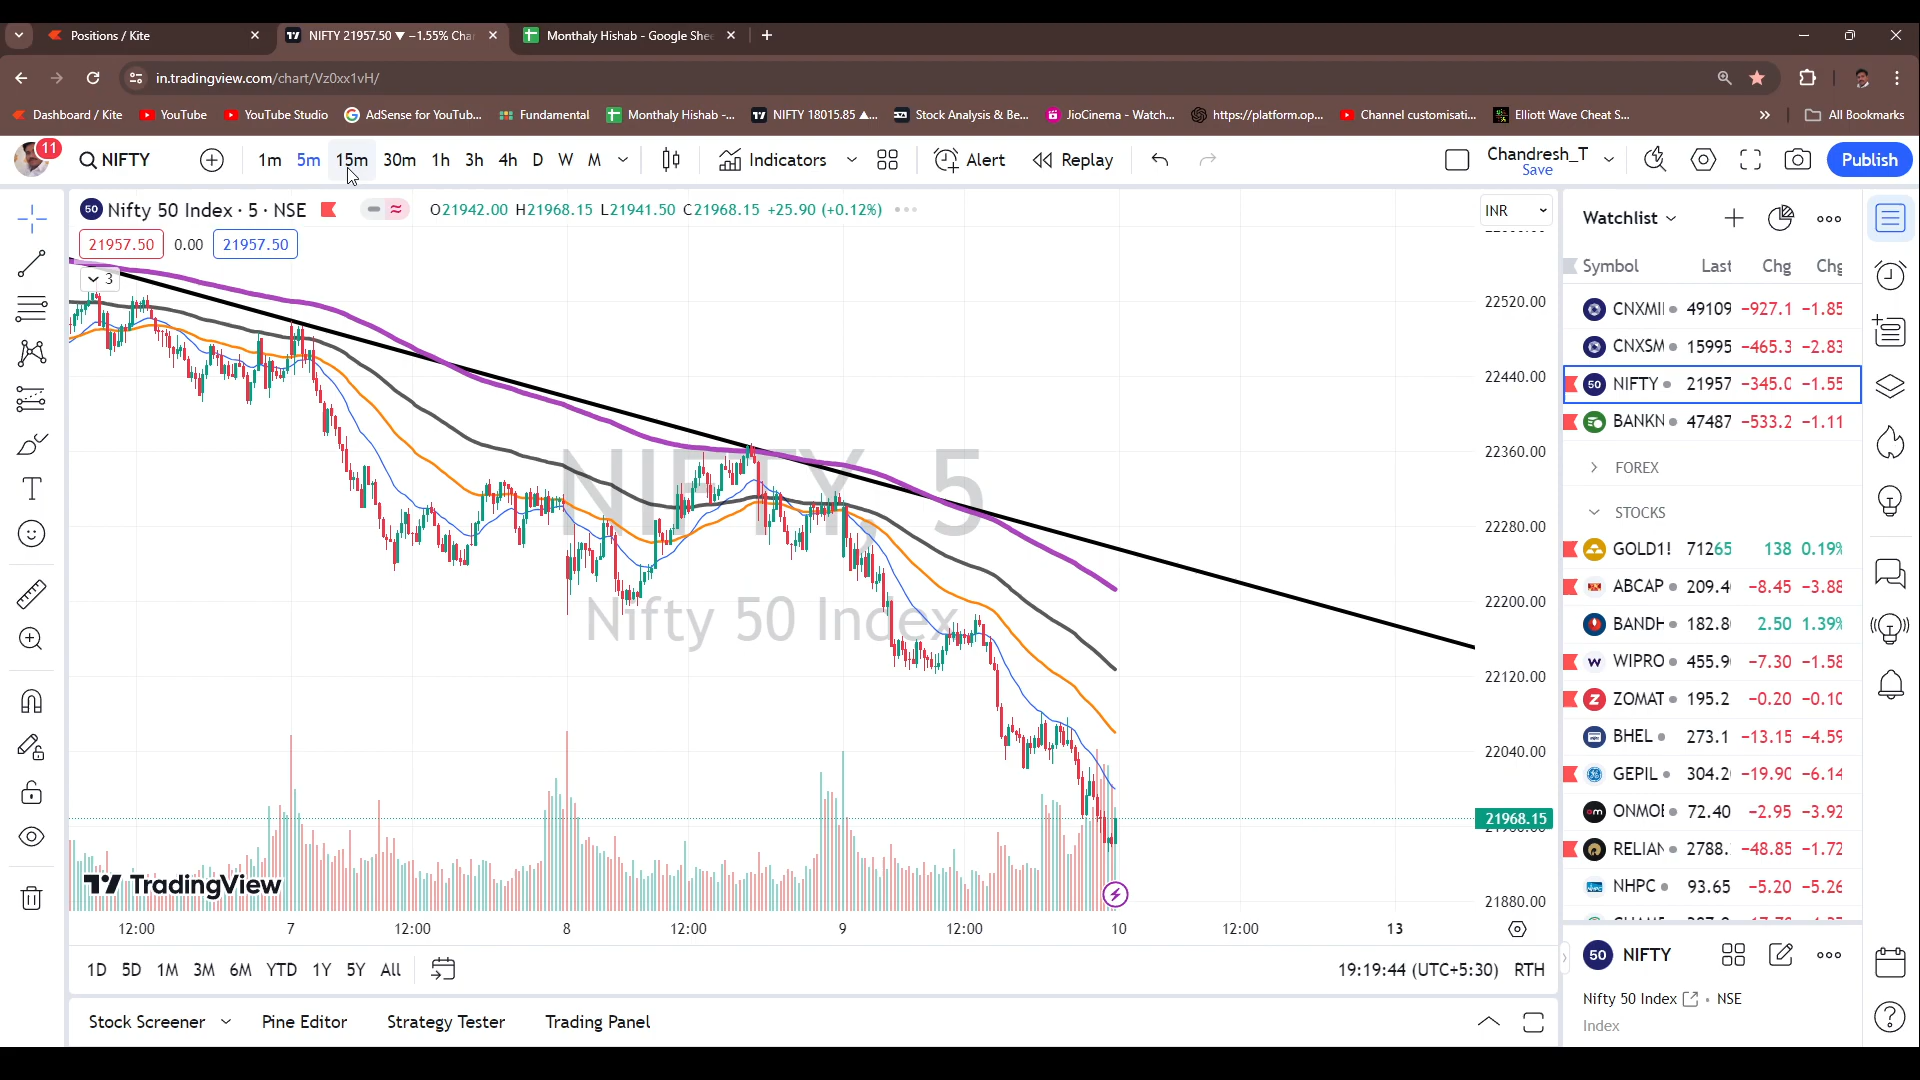 Positions / Kite
NIFTY 21957.50 ▼ −1.55% Cha
Monthaly Hishab - Google She
in.tradingview.com/chart/Vz0xx1vH/
Dashboard / Kite
YouTube
YouTube Studio
AdSense for YouTub...
Fundamental
Monthaly Hishab -...
NIFTY 18015.85 ▲...
Stock Analysis & Be...
JioCinema - Watch...
https://platform.op...
Channel customisati...
Elliott Wave Cheat S...
All Bookmarks
11
NIFTY
1m 5m 15m 30m 1h 3h 4h D W M
Indicators
Alert
Replay
Chandresh_T
Save
Publish
50 Nifty 50 Index · 5 · NSE
O21942.00 H21968.15 L21941.50 C21968.15 +25.90 (+0.12%)
INR
21957.50 0.00 21957.50
3
22520.00
22440.00
22360.00
22280.00
22200.00
22120.00
22040.00
21968.15
21880.00
NIFTY, 5
Nifty 50 Index
TradingView
12:00 7 12:00 8 12:00 9 12:00 10 12:00 13
1D 5D 1M 3M 6M YTD 1Y 5Y All
19:19:44 (UTC+5:30) RTH
Stock Screener
Pine Editor
Strategy Tester
Trading Panel
Watchlist
Symbol Last Chg Chg
CNXMI 49109 −927.1 −1.85
CNXSM 15995 −465.3 −2.83
50 NIFTY 21957 −345.0 −1.55
BANKN 47487 −533.2 −1.11
FOREX
STOCKS
GOLD1! 71265 138 0.19%
ABCAP 209.4 −8.45 −3.88
BANDH 182.8 2.50 1.39%
WIPRO 455.9 −7.30 −1.58
ZOMAT 195.2 −0.20 −0.10
BHEL 273.1 −13.15 −4.59
GEPIL 304.2 −19.90 −6.14
ONMOB 72.40 −2.95 −3.92
RELIAN 2788. −48.85 −1.72
NHPC 93.65 −5.20 −5.26
50 NIFTY
Nifty 50 Index • NSE
Index